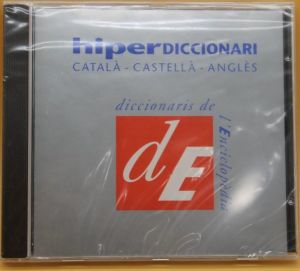 hiperDICCIONARI
CATALÀ - CASTELLÀ - ANGLÈS
diccionaris de
l'Enciclopèdia
dE